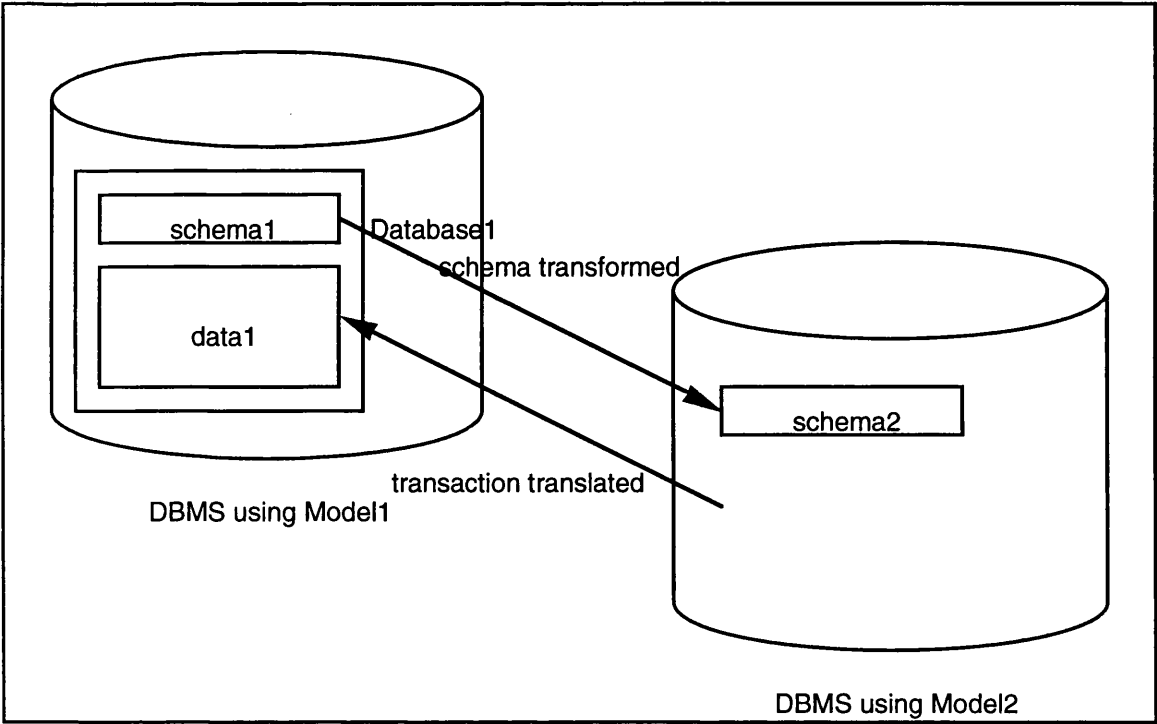 schema1
Database1
schema transformed
data1
schema2
transaction translated
DBMS using Model1
DBMS using Model2